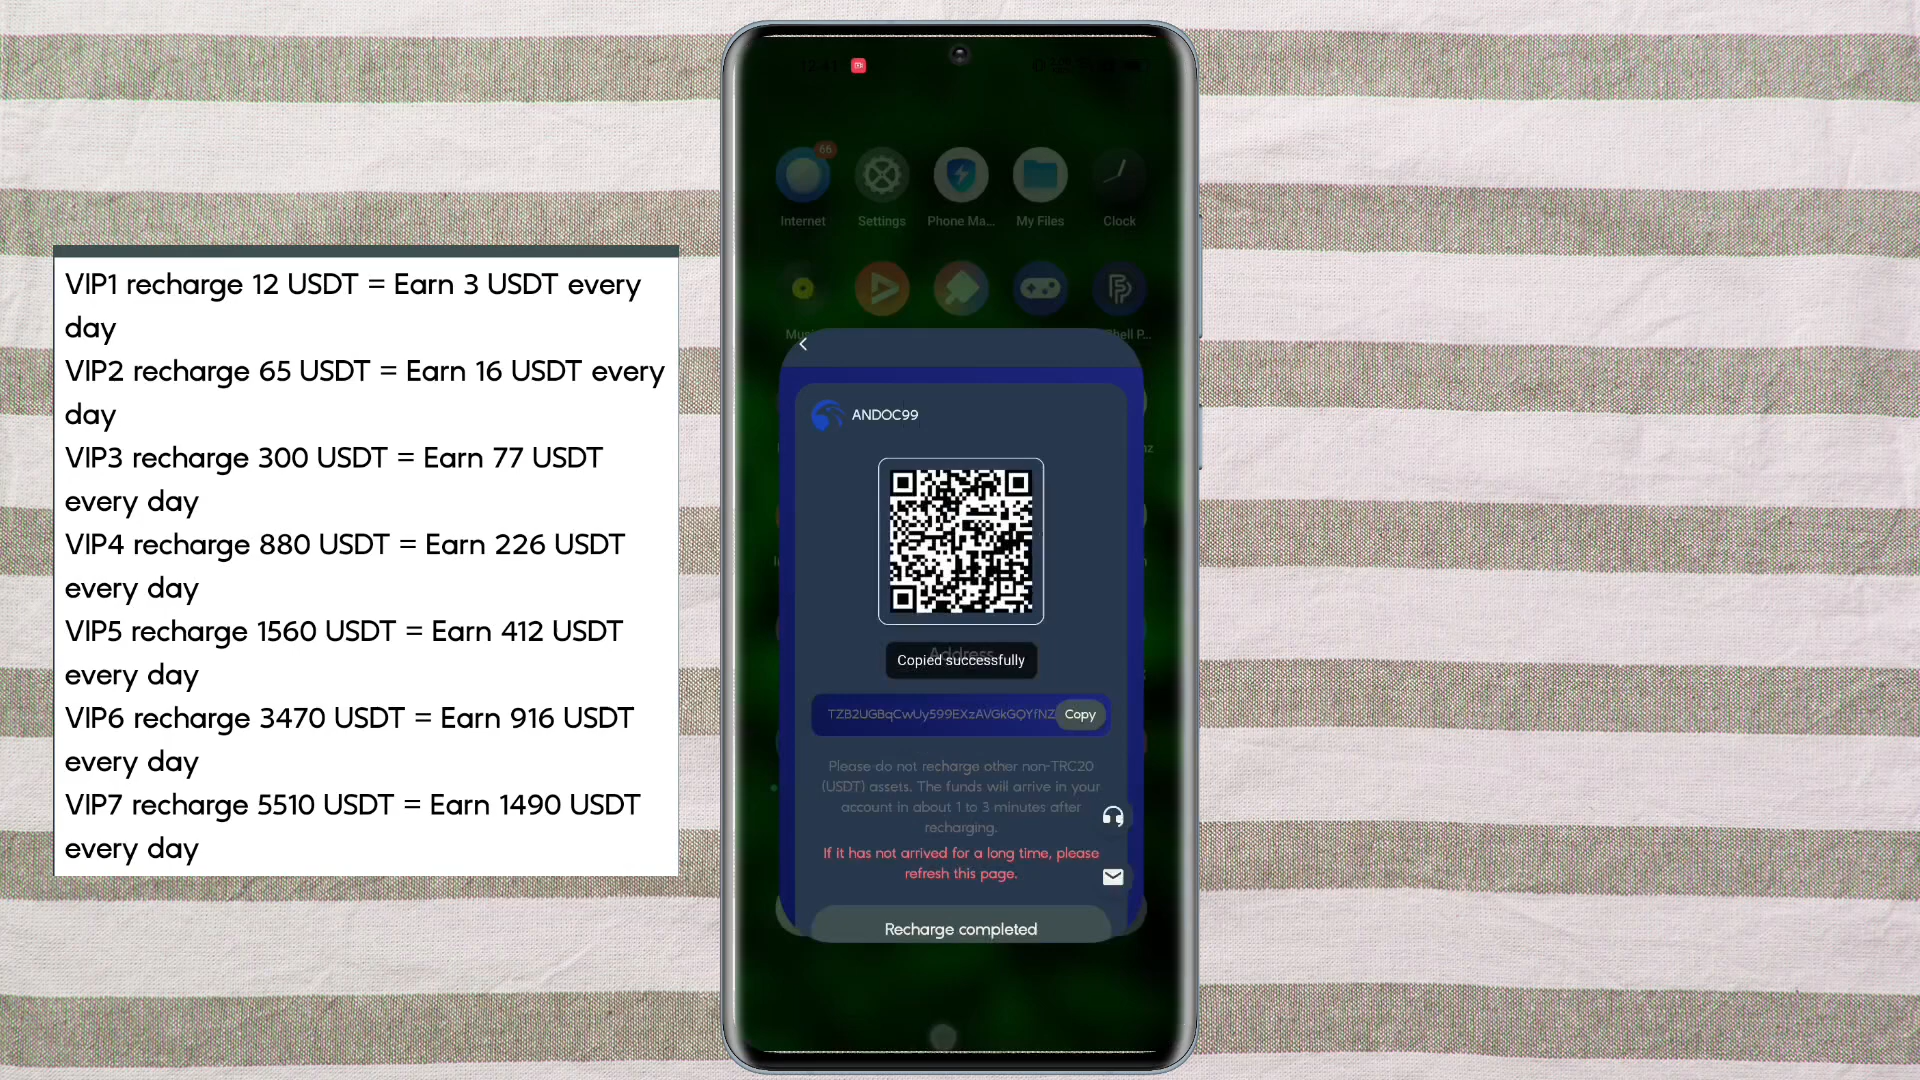 VIP1 recharge 12 USDT = Earn 3 USDT every
day
VIP2 recharge 65 USDT = Earn 16 USDT every
day
VIP3 recharge 300 USDT = Earn 77 USDT
every day
VIP4 recharge 880 USDT = Earn 226 USDT
every day
VIP5 recharge 1560 USDT = Earn 412 USDT
every day
VIP6 recharge 3470 USDT = Earn 916 USDT
every day
VIP7 recharge 5510 USDT = Earn 1490 USDT
every day
66
Internet Settings Phone Ma... My Files Clock
ANDOC99
Address
Copied successfully
Copy
Please do not recharge other non-TRC20
(USDT) assets. The funds will arrive in your
account in about 1 to 3 minutes after
recharging.
If it has not arrived for a long time, please
refresh this page.
Recharge completed